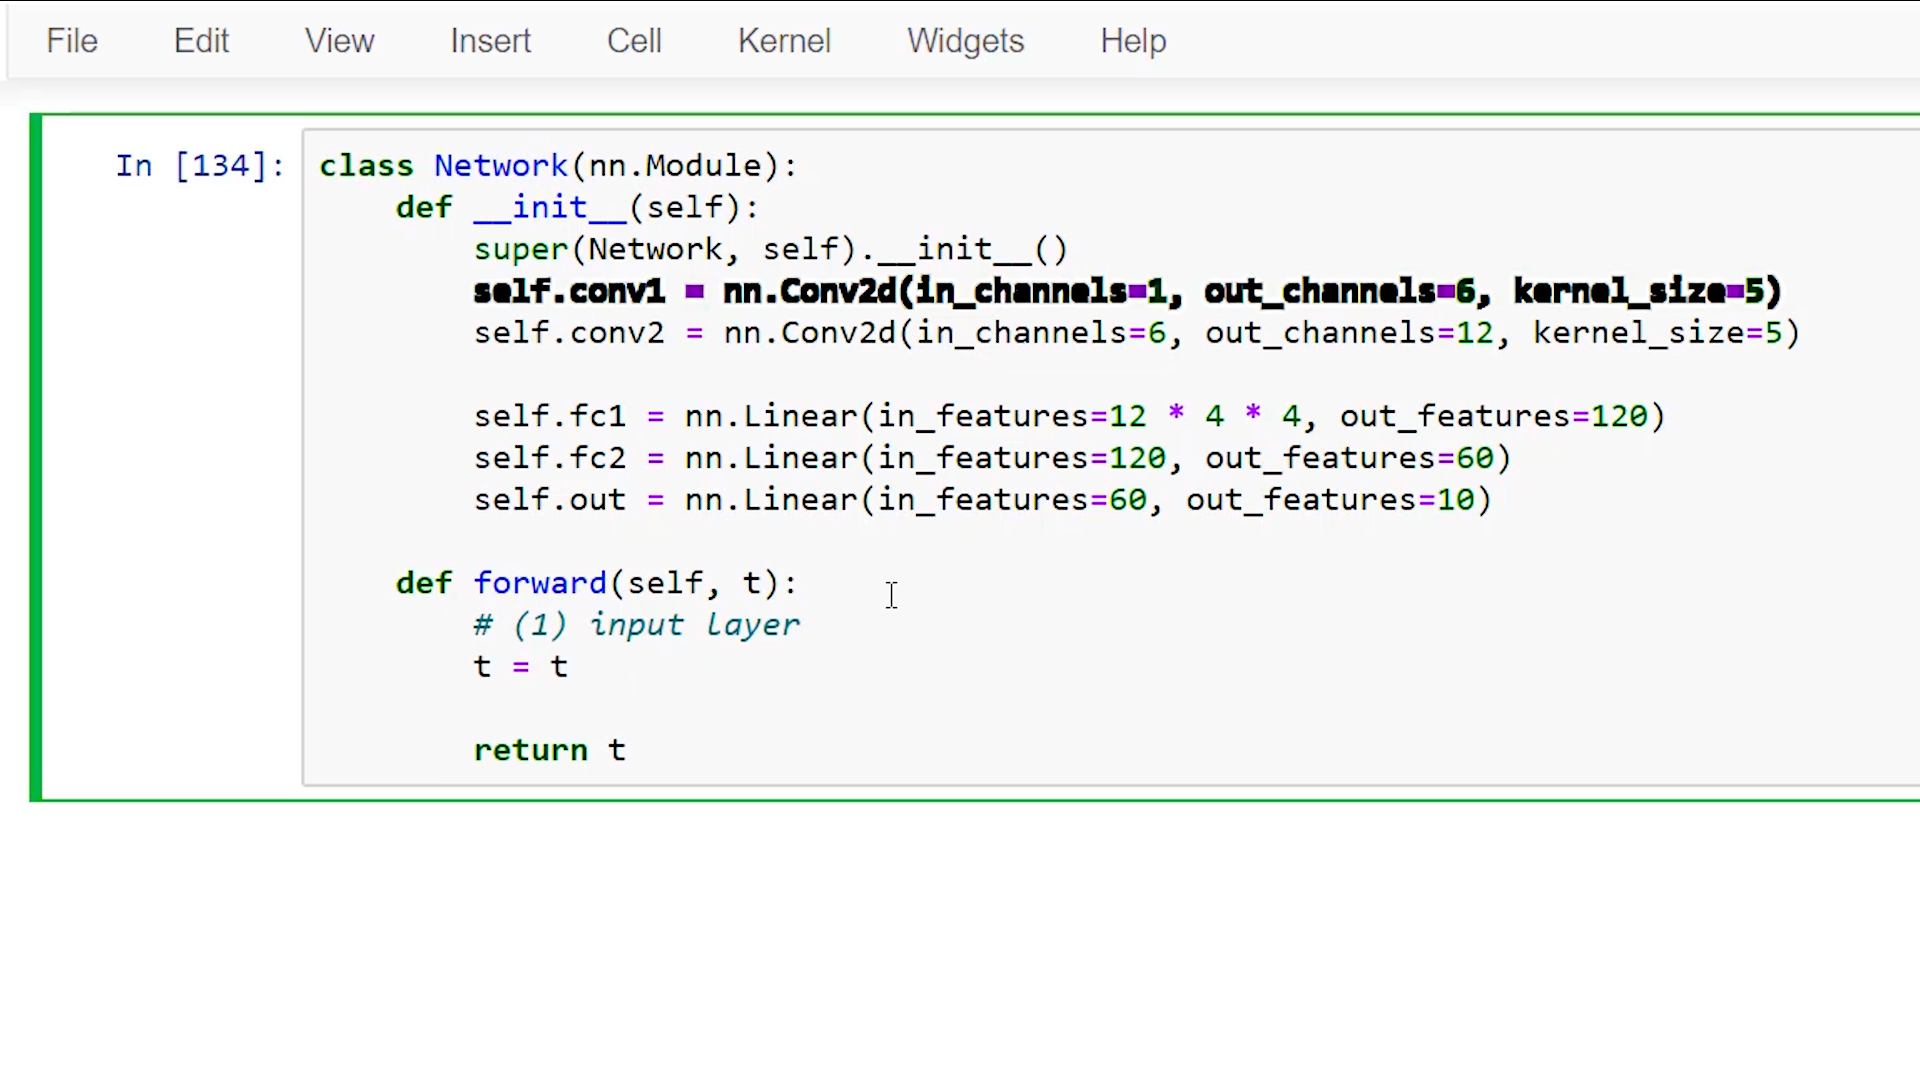 File Edit View Insert Cell Kernel Widgets Help
In [134]: class Network(nn.Module):
    def __init__(self):
        super(Network, self).__init__()
        self.conv1 = nn.Conv2d(in_channels=1, out_channels=6, kernel_size=5)
        self.conv2 = nn.Conv2d(in_channels=6, out_channels=12, kernel_size=5)
        self.fc1 = nn.Linear(in_features=12 * 4 * 4, out_features=120)
        self.fc2 = nn.Linear(in_features=120, out_features=60)
        self.out = nn.Linear(in_features=60, out_features=10)
    def forward(self, t):
        # (1) input layer
        t = t
        return t